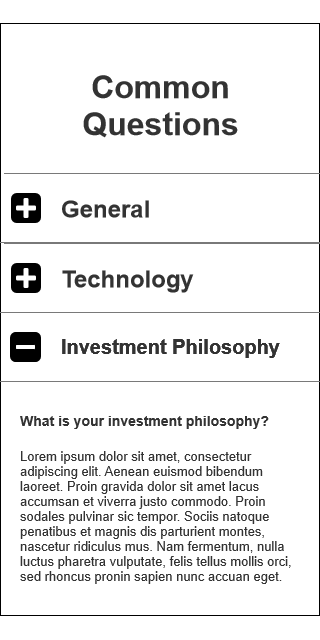 Common
Questions
General
Technology
Investment Philosophy
What is your investment philosophy?
Lorem ipsum dolor sit amet, consectetur
adipiscing elit. Aenean euismod bibendum
laoreet. Proin gravida dolor sit amet lacus
accumsan et viverra justo commodo. Proin
sodales pulvinar sic tempor. Sociis natoque
penatibus et magnis dis parturient montes,
nascetur ridiculus mus. Nam fermentum, nulla
luctus pharetra vulputate, felis tellus mollis orci,
sed rhoncus pronin sapien nunc accuan eget.